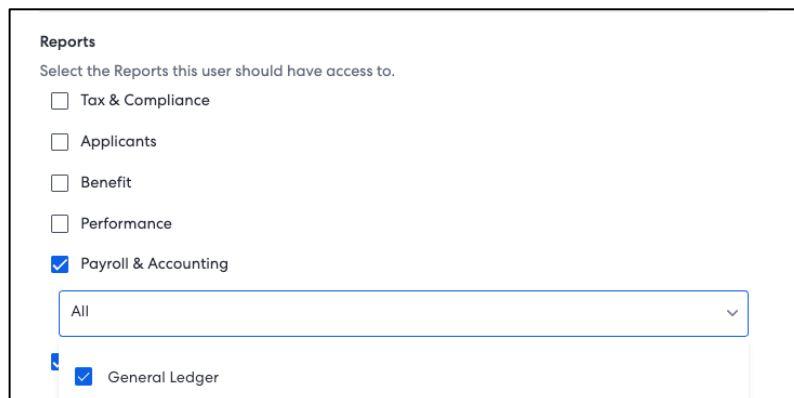 Reports
Select the Reports this user should have access to.
Tax & Compliance
Applicants
Benefit
Performance
Payroll & Accounting
All
General Ledger